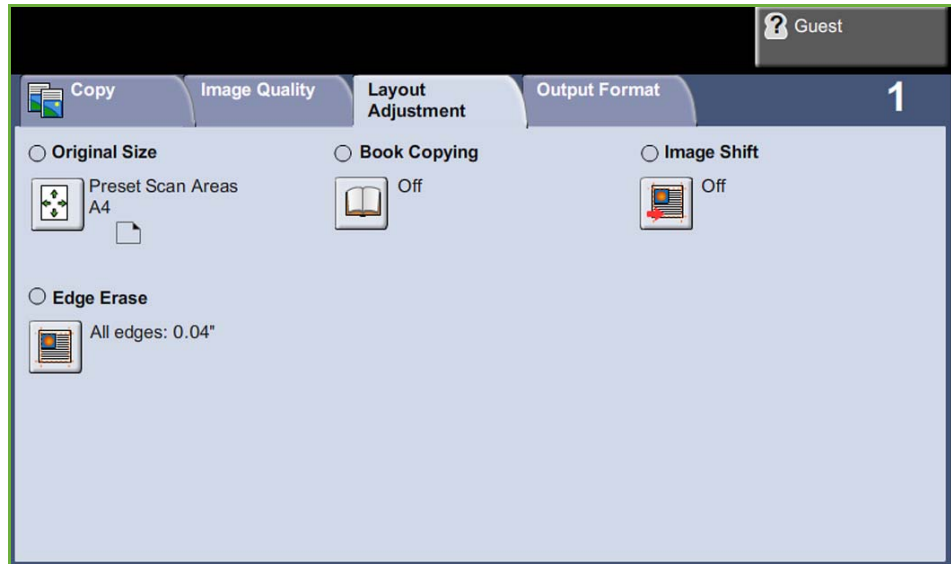 ? Guest
Copy
Image Quality
Layout
Adjustment
Output Format
1
Original Size
Preset Scan Areas
A4
Book Copying
Off
Image Shift
Off
Edge Erase
All edges: 0.04"